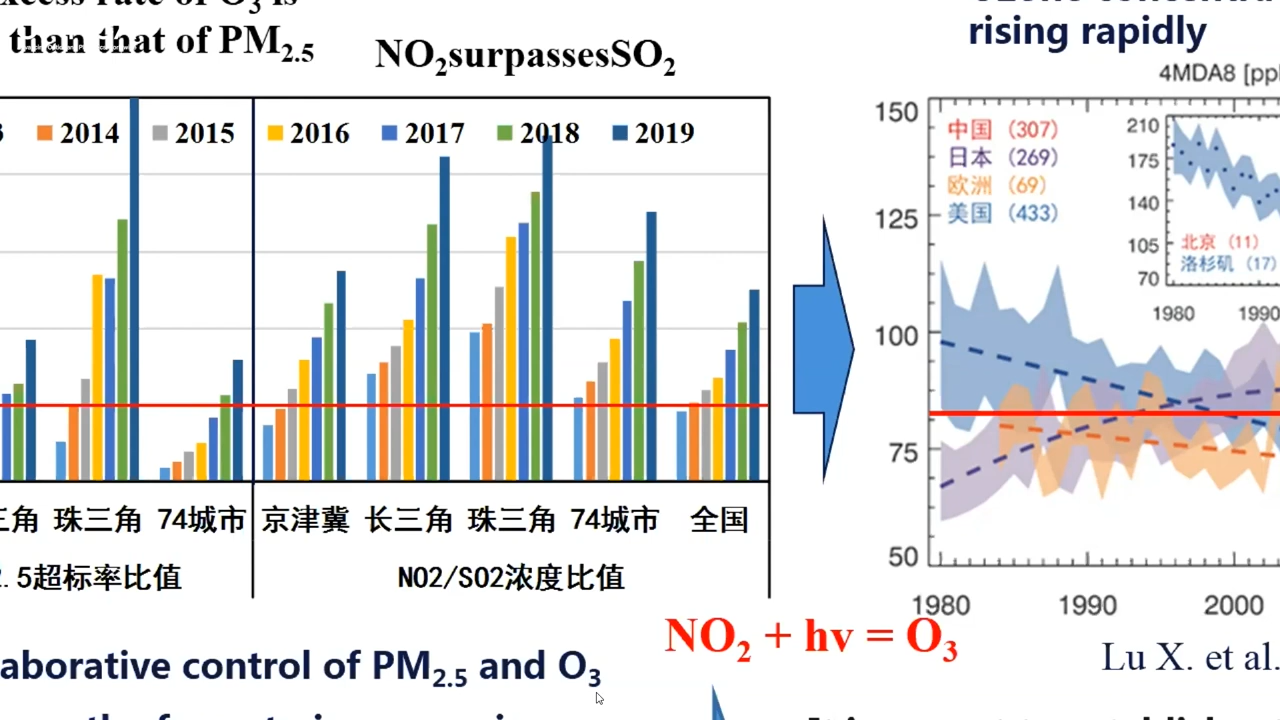 xcess rate of O₃ is
than that of PM₂.₅
NO₂surpassesSO₂
3 2014 2015 2016 2017 2018 2019
三角 珠三角 74城市 京津冀 长三角 珠三角 74城市 全国
2.5超标率比值 NO2/SO2浓度比值
rising rapidly
4MDA8 [pp
150
125
100
75
50
中国 (307)
日本 (269)
欧洲 (69)
美国 (433)
210
175
140
105
70
北京 (11)
洛杉矶 (17)
1980 1990
1980 1990 2000
NO₂ + hv = O₃
Lu X. et al.
aborative control of PM₂.₅ and O₃